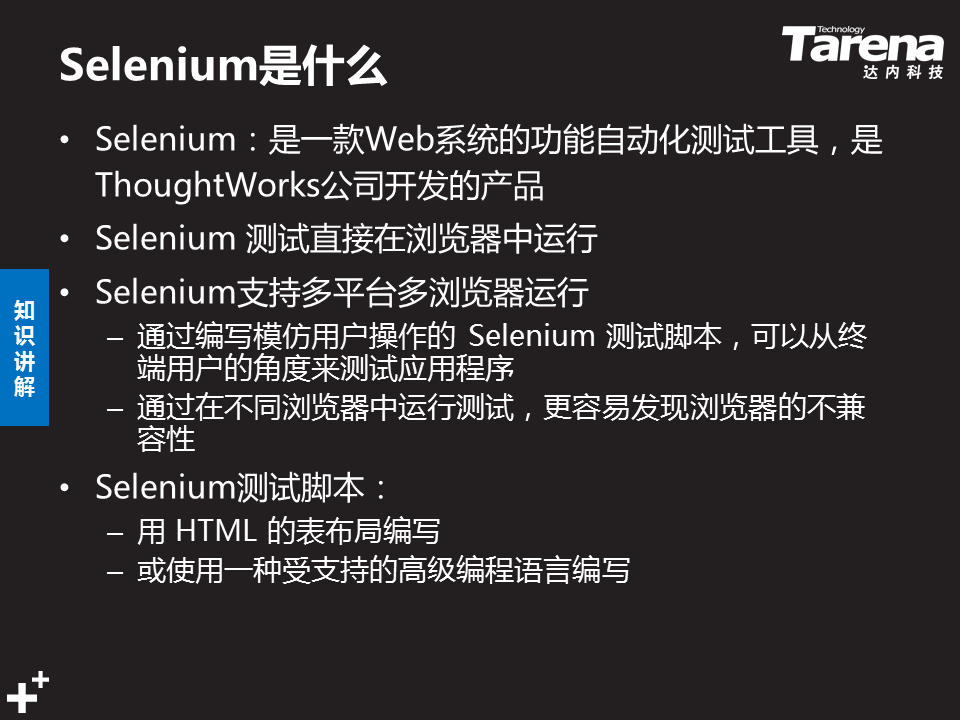 Selenium是什么
Technology
Tarena
达内科技
• Selenium：是一款Web系统的功能自动化测试工具，是
ThoughtWorks公司开发的产品
• Selenium 测试直接在浏览器中运行
• Selenium支持多平台多浏览器运行
– 通过编写模仿用户操作的 Selenium 测试脚本，可以从终
端用户的角度来测试应用程序
– 通过在不同浏览器中运行测试，更容易发现浏览器的不兼
容性
• Selenium测试脚本：
– 用 HTML 的表布局编写
– 或使用一种受支持的高级编程语言编写
知
识
讲
解